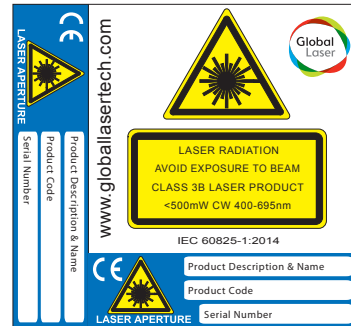 CE
LASER APERTURE
Product Description & Name
Product Code
Serial Number
www.globallasertech.com
Global
Laser
LASER RADIATION
AVOID EXPOSURE TO BEAM
CLASS 3B LASER PRODUCT
<500mW CW 400-695nm
IEC 60825-1:2014
CE
LASER APERTURE
Product Description & Name
Product Code
Serial Number